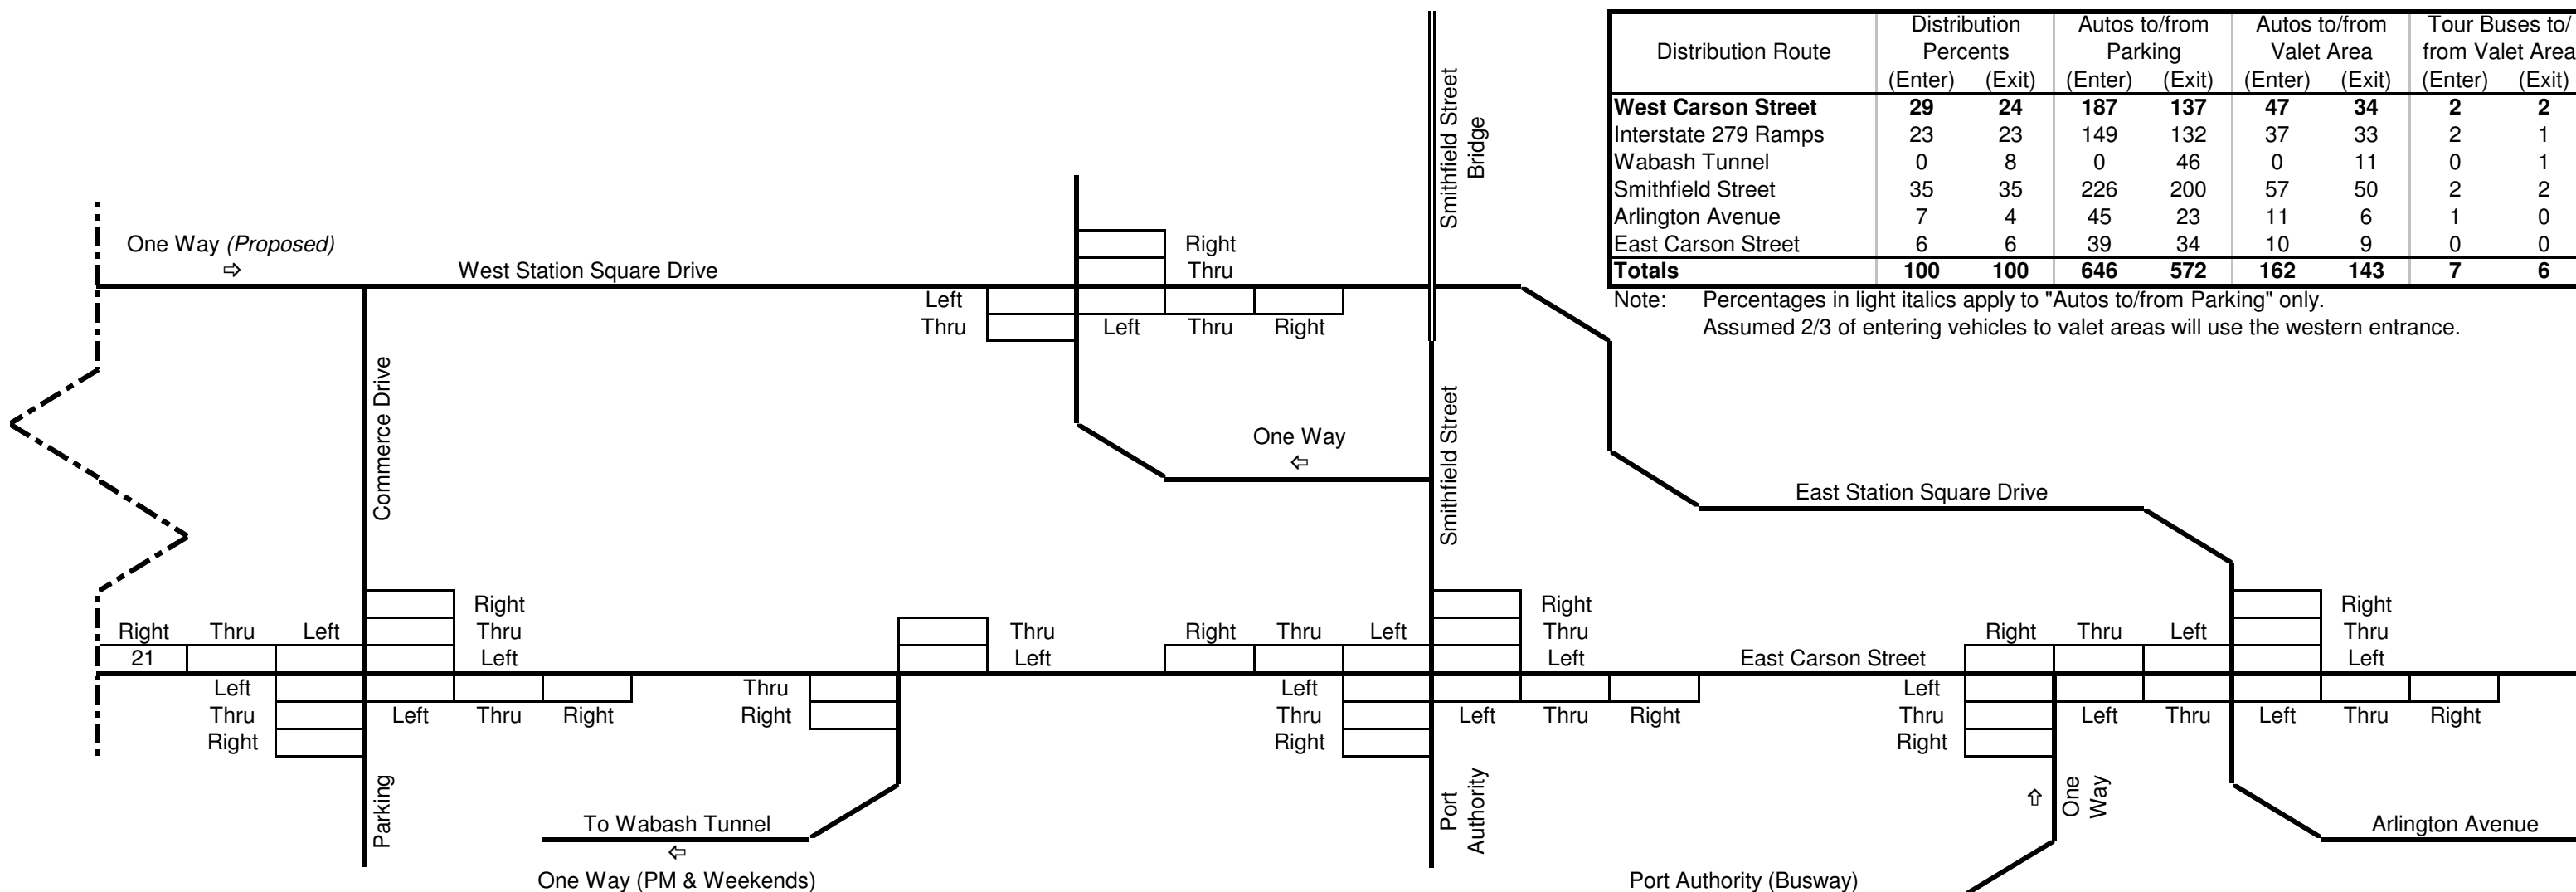 Distribution Route
Distribution Percents
Autos to/from Parking
Autos to/from Valet Area
Tour Buses to/ from Valet Area
(Enter) (Exit) (Enter) (Exit) (Enter) (Exit) (Enter) (Exit)
West Carson Street 29 24 187 137 47 34 2 2
Interstate 279 Ramps 23 23 149 132 37 33 2 1
Wabash Tunnel 0 8 0 46 0 11 0 1
Smithfield Street 35 35 226 200 57 50 2 2
Arlington Avenue 7 4 45 23 11 6 1 0
East Carson Street 6 6 39 34 10 9 0 0
Totals 100 100 646 572 162 143 7 6
Note: Percentages in light italics apply to "Autos to/from Parking" only.
Assumed 2/3 of entering vehicles to valet areas will use the western entrance.
Smithfield Street
Bridge
One Way (Proposed)
⇨
West Station Square Drive
Right
Thru
Left
Thru
Left Thru Right
Commerce Drive
One Way
⇦
Smithfield Street
East Station Square Drive
Right
Thru
Left
Right Thru Left
21
Left
Thru
Right
Left Thru Right
Thru
Left
Thru
Right
Right Thru Left
Right
Thru
Left
Left
Thru
Right
Left Thru Right
East Carson Street
Right Thru Left
Right
Thru
Left
Left
Thru
Right
Left Thru
Left Thru Right
Parking
To Wabash Tunnel
⇦
One Way (PM & Weekends)
Port
Authority
⇧
One
Way
Arlington Avenue
Port Authority (Busway)